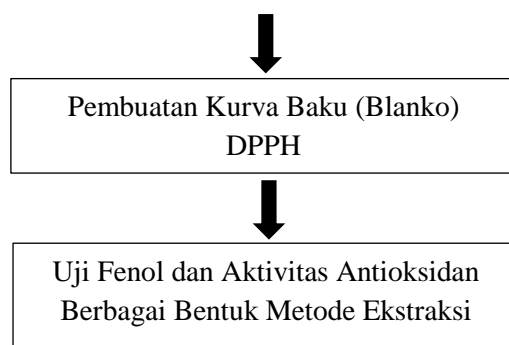 Pembuatan Kurva Baku (Blanko)
DPPH
Uji Fenol dan Aktivitas Antioksidan
Berbagai Bentuk Metode Ekstraksi